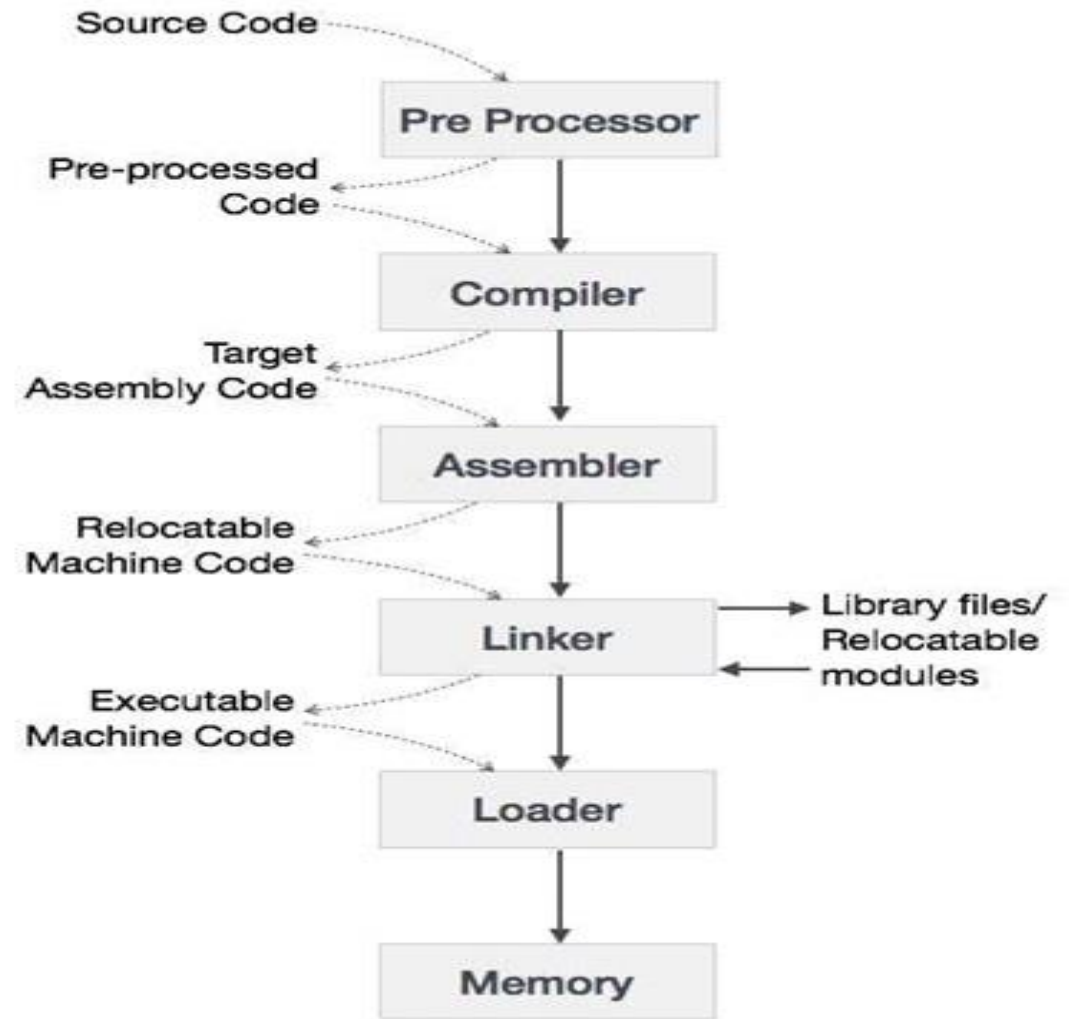 Source Code
Pre Processor
Pre-processed
Code
Compiler
Target
Assembly Code
Assembler
Relocatable
Machine Code
Linker
Library files/
Relocatable
modules
Executable
Machine Code
Loader
Memory